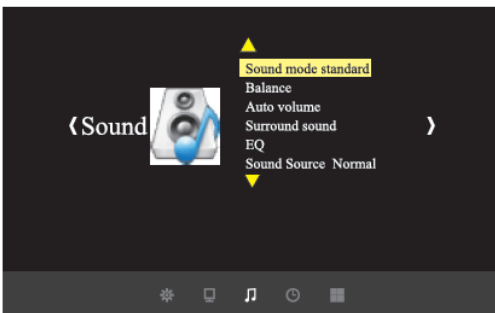 Sound
Sound mode standard
Balance
Auto volume
Surround sound
EQ
Sound Source Normal